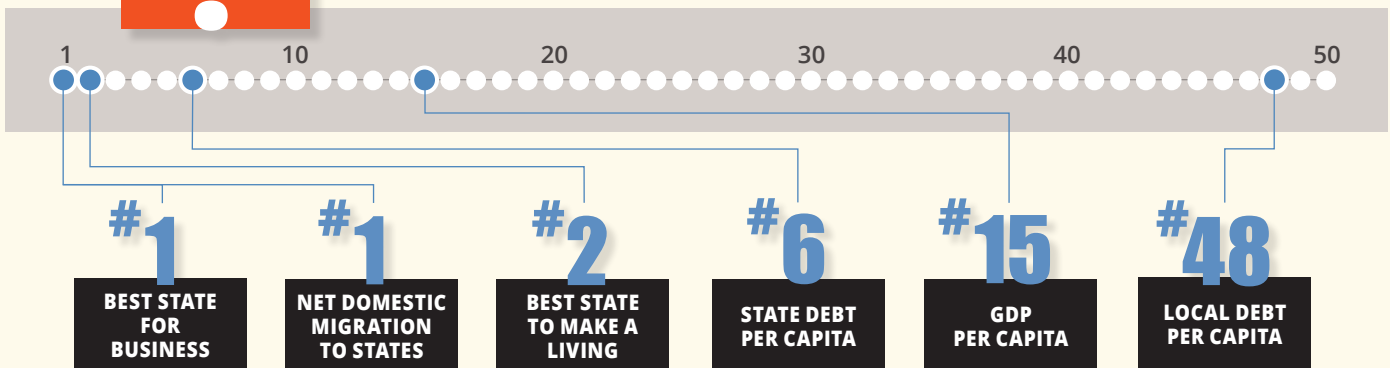 1 10 20 30 40 50
#1
BEST STATE
FOR
BUSINESS
#1
NET DOMESTIC
MIGRATION
TO STATES
#2
BEST STATE
TO MAKE A
LIVING
#6
STATE DEBT
PER CAPITA
#15
GDP
PER CAPITA
#48
LOCAL DEBT
PER CAPITA